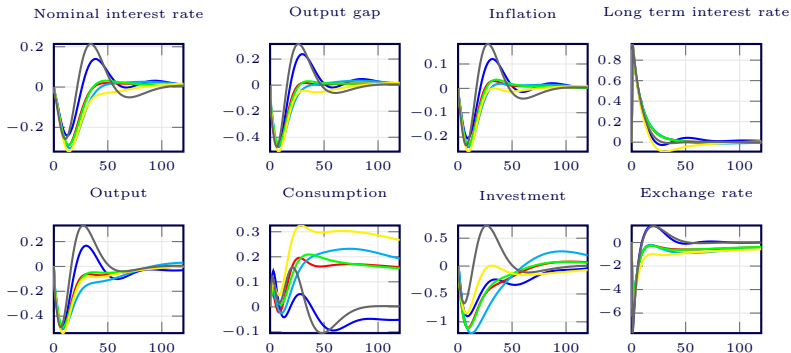 Nominal interest rate
Output gap
Inflation
Long term interest rate
0.2
0
−0.2
0 50 100
0.2
0
−0.2
−0.4
0 50 100
0.1
0
−0.1
−0.2
0 50 100
0.8
0.6
0.4
0.2
0
0 50 100
Output
Consumption
Investment
Exchange rate
0.2
0
−0.2
−0.4
0 50 100
0.3
0.2
0.1
0
−0.1
0 50 100
0.5
0
−0.5
−1
0 50 100
0
−2
−4
−6
0 50 100